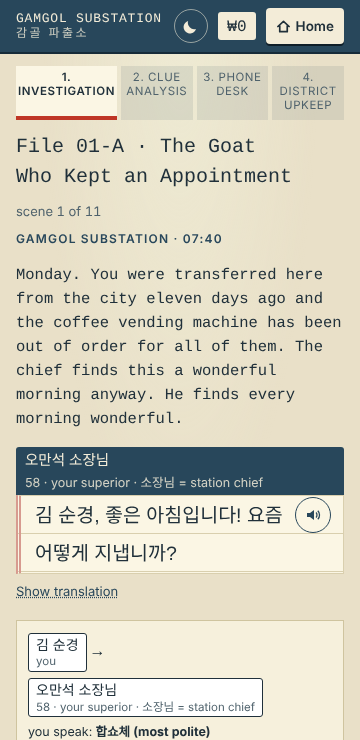 GAMGOL SUBSTATION
감골 파출소
₩0
Home
1. INVESTIGATION
2. CLUE ANALYSIS
3. PHONE DESK
4. DISTRICT UPKEEP
File 01-A · The Goat
Who Kept an Appointment
scene 1 of 11
GAMGOL SUBSTATION · 07:40
Monday. You were transferred here
from the city eleven days ago and
the coffee vending machine has been
out of order for all of them. The
chief finds this a wonderful
morning anyway. He finds every
morning wonderful.
오만석 소장님
58 · your superior · 소장님 = station chief
김 순경, 좋은 아침입니다! 요즘
어떻게 지냅니까?
Show translation
김 순경
you
→
오만석 소장님
58 · your superior · 소장님 = station chief
you speak: 합쇼체 (most polite)